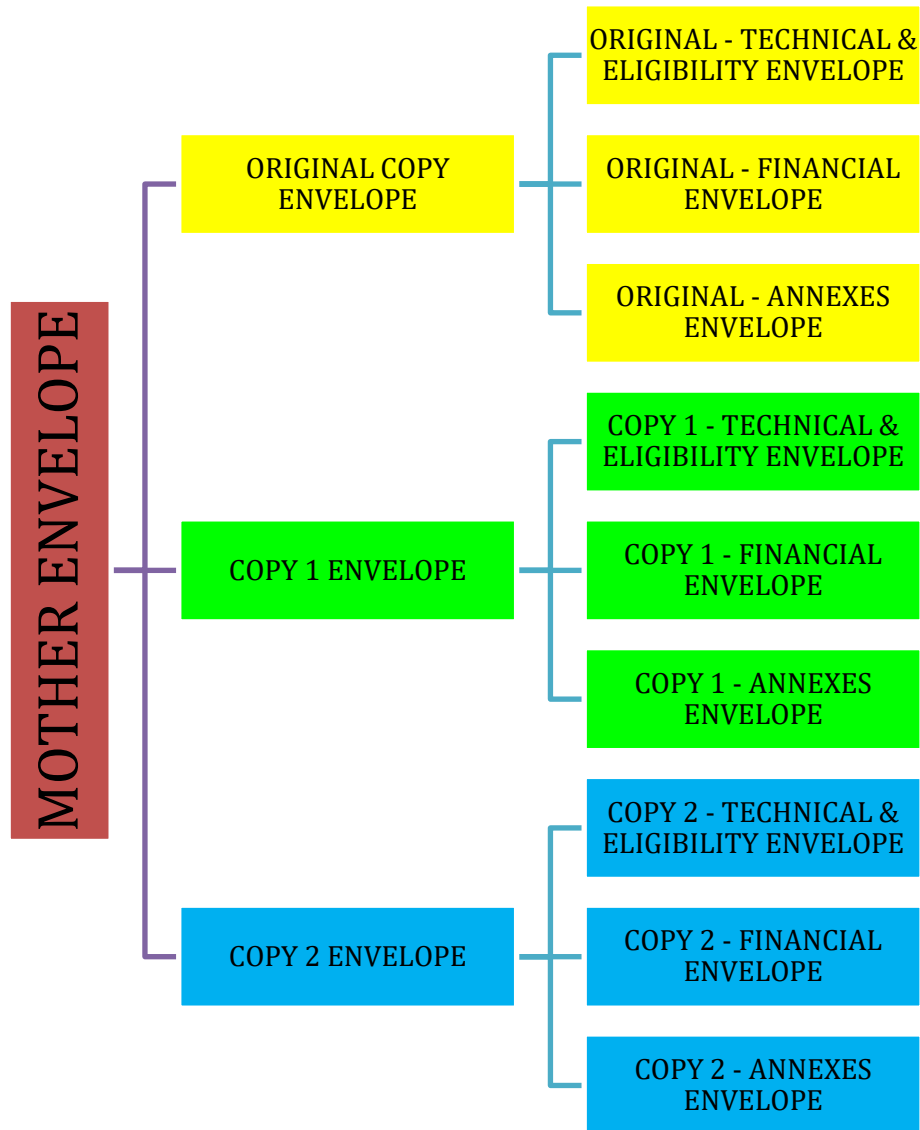 MOTHER ENVELOPE
ORIGINAL COPY
ENVELOPE
ORIGINAL - TECHNICAL &
ELIGIBILITY ENVELOPE
ORIGINAL - FINANCIAL
ENVELOPE
ORIGINAL - ANNEXES
ENVELOPE
COPY 1 ENVELOPE
COPY 1 - TECHNICAL &
ELIGIBILITY ENVELOPE
COPY 1 - FINANCIAL
ENVELOPE
COPY 1 - ANNEXES
ENVELOPE
COPY 2 ENVELOPE
COPY 2 - TECHNICAL &
ELIGIBILITY ENVELOPE
COPY 2 - FINANCIAL
ENVELOPE
COPY 2 - ANNEXES
ENVELOPE